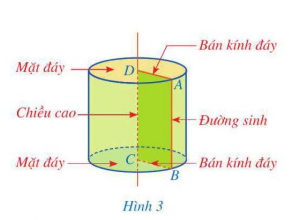 Bán kính đáy
Mặt đáy
D
A
Chiều cao
Đường sinh
Mặt đáy
C
Bán kính đáy
B
Hình 3